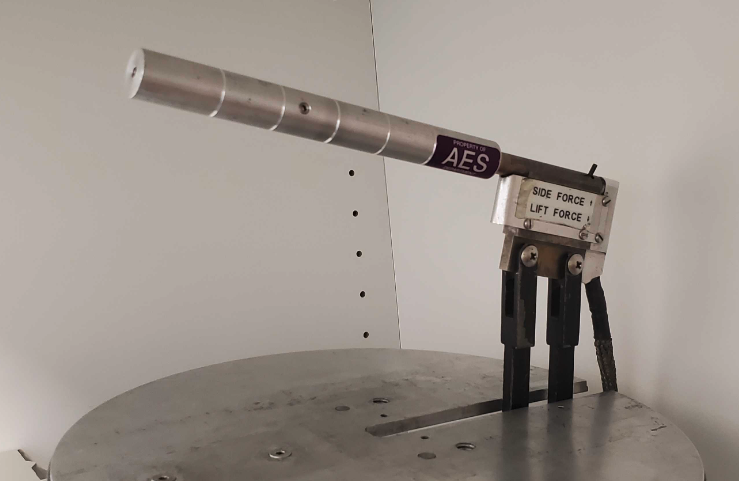 PROPERTY OF
AES
SIDE FORCE
LIFT FORCE